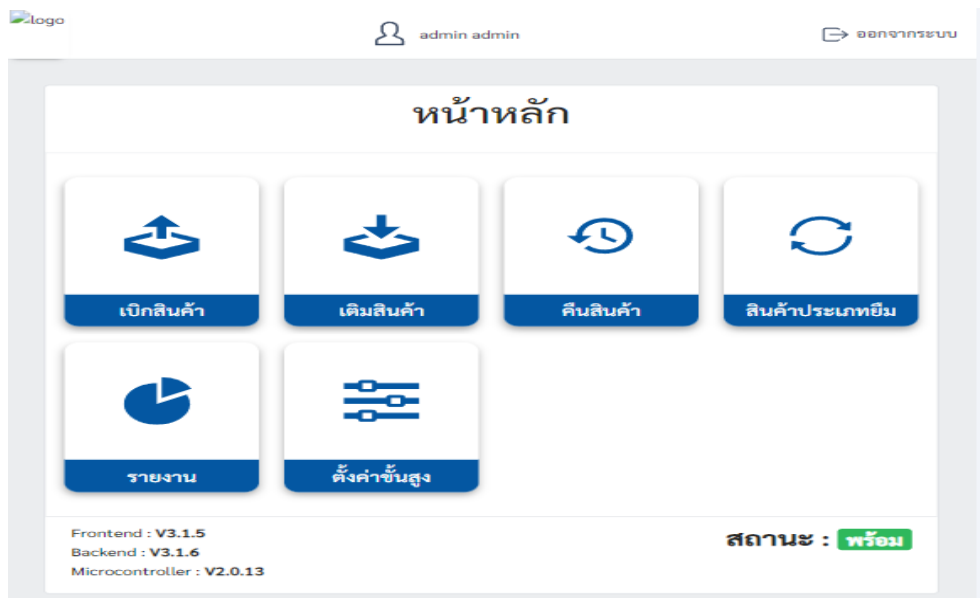 logo
admin admin
ออกจากระบบ
หน้าหลัก
เบิกสินค้า
เติมสินค้า
คืนสินค้า
สินค้าประเภทยืม
รายงาน
ตั้งค่าขั้นสูง
Frontend : V3.1.5
Backend : V3.1.6
Microcontroller : V2.0.13
สถานะ : พร้อม